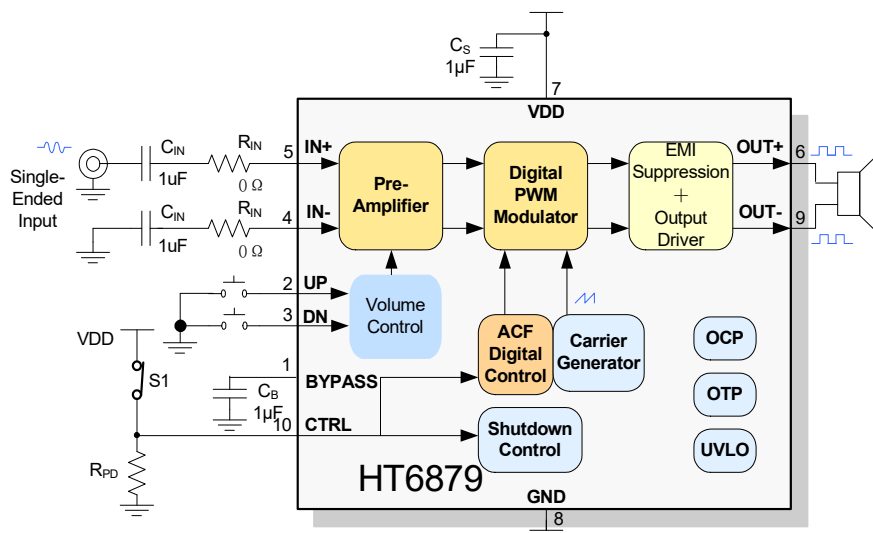 CS
1µF
7
VDD
CIN
1uF
RIN
0 Ω
5
IN+
Pre-
Amplifier
Digital
PWM
Modulator
EMI
Suppression
+
Output
Driver
OUT+
6
Single-
Ended
Input
CIN
1uF
RIN
0 Ω
4
IN-
OUT-
9
2
UP
3
DN
Volume
Control
VDD
S1
1
BYPASS
CB
1µF
ACF
Digital
Control
Carrier
Generator
OCP
OTP
UVLO
10
CTRL
Shutdown
Control
RPD
HT6879
GND
8